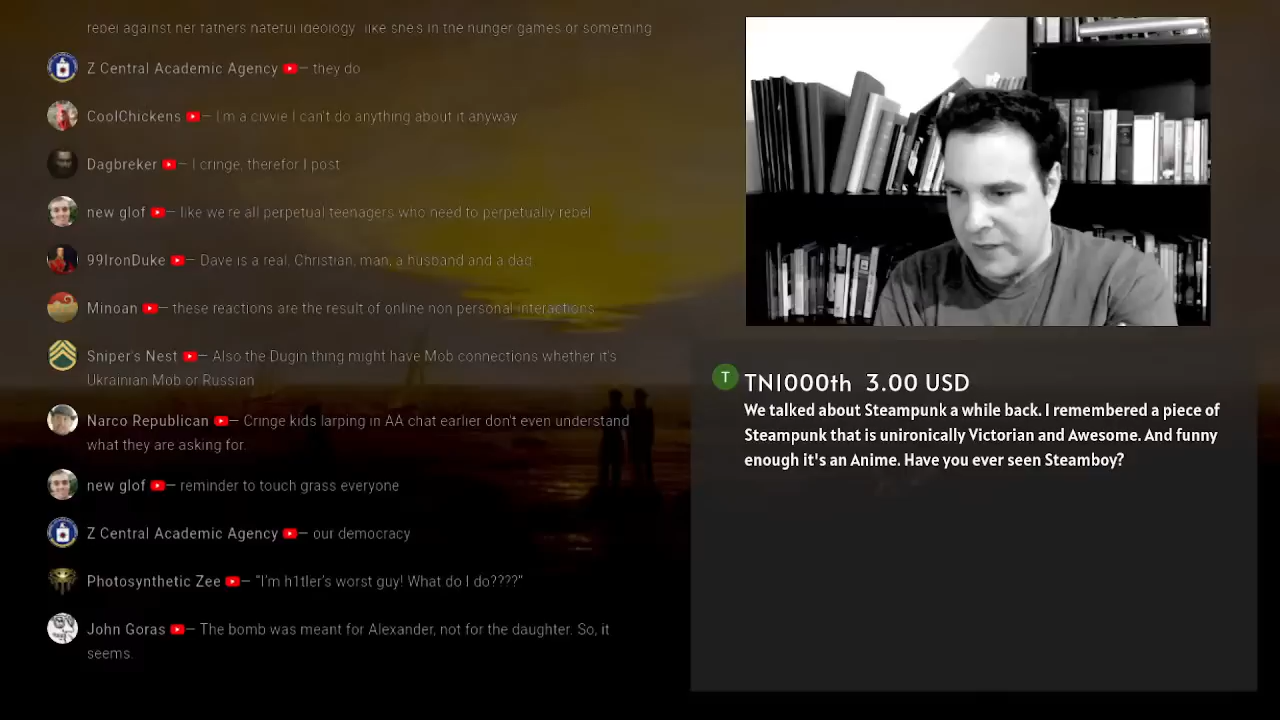 rebel against her fathers hateful ideology like she's in the hunger games or something
Z Central Academic Agency — they do
CoolChickens — I,m a civvie I can't do anything about it anyway
Dagbreker — I cringe, therefor I post
new glof — like we're all perpetual teenagers who need to perpetually rebel
99IronDuke — Dave is a real, Christian, man, a husband and a dad
Minoan — these reactions are the result of online non personal interactions
Sniper's Nest — Also the Dugin thing might have Mob connections whether it's
Ukrainian Mob or Russian
Narco Republican — Cringe kids larping in AA chat earlier don't even understand
what they are asking for.
new glof — reminder to touch grass everyone
Z Central Academic Agency — our democracy
Photosynthetic Zee — "I'm h1tler's worst guy! What do I do????"
John Goras — The bomb was meant for Alexander, not for the daughter. So, it
seems.
T TN1000th 3.00 USD
We talked about Steampunk a while back. I remembered a piece of
Steampunk that is unironically Victorian and Awesome. And funny
enough it's an Anime. Have you ever seen Steamboy?